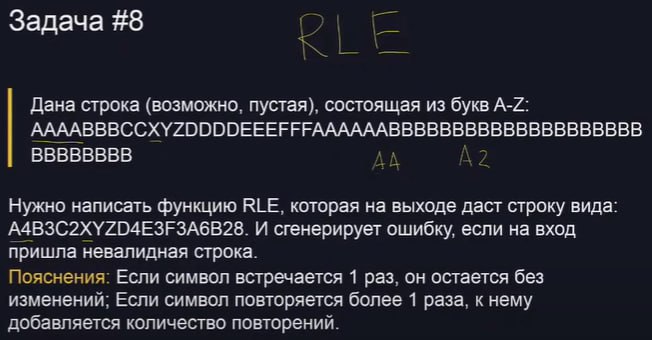 Задача #8
RLE
Дана строка (возможно, пустая), состоящая из букв A-Z:
AAAABBBCCXYZDDDDEEEFFFAAAAAABBBBBBBBBBBBBBBBBBBB
BBBBBBBB
A2
Нужно написать функцию RLE, которая на выходе даст строку вида:
A4B3C2XYZD4E3F3A6B28. И сгенерирует ошибку, если на вход
пришла невалидная строка.
Пояснения: Если символ встречается 1 раз, он остается без
изменений; Если символ повторяется более 1 раза, к нему
добавляется количество повторений.